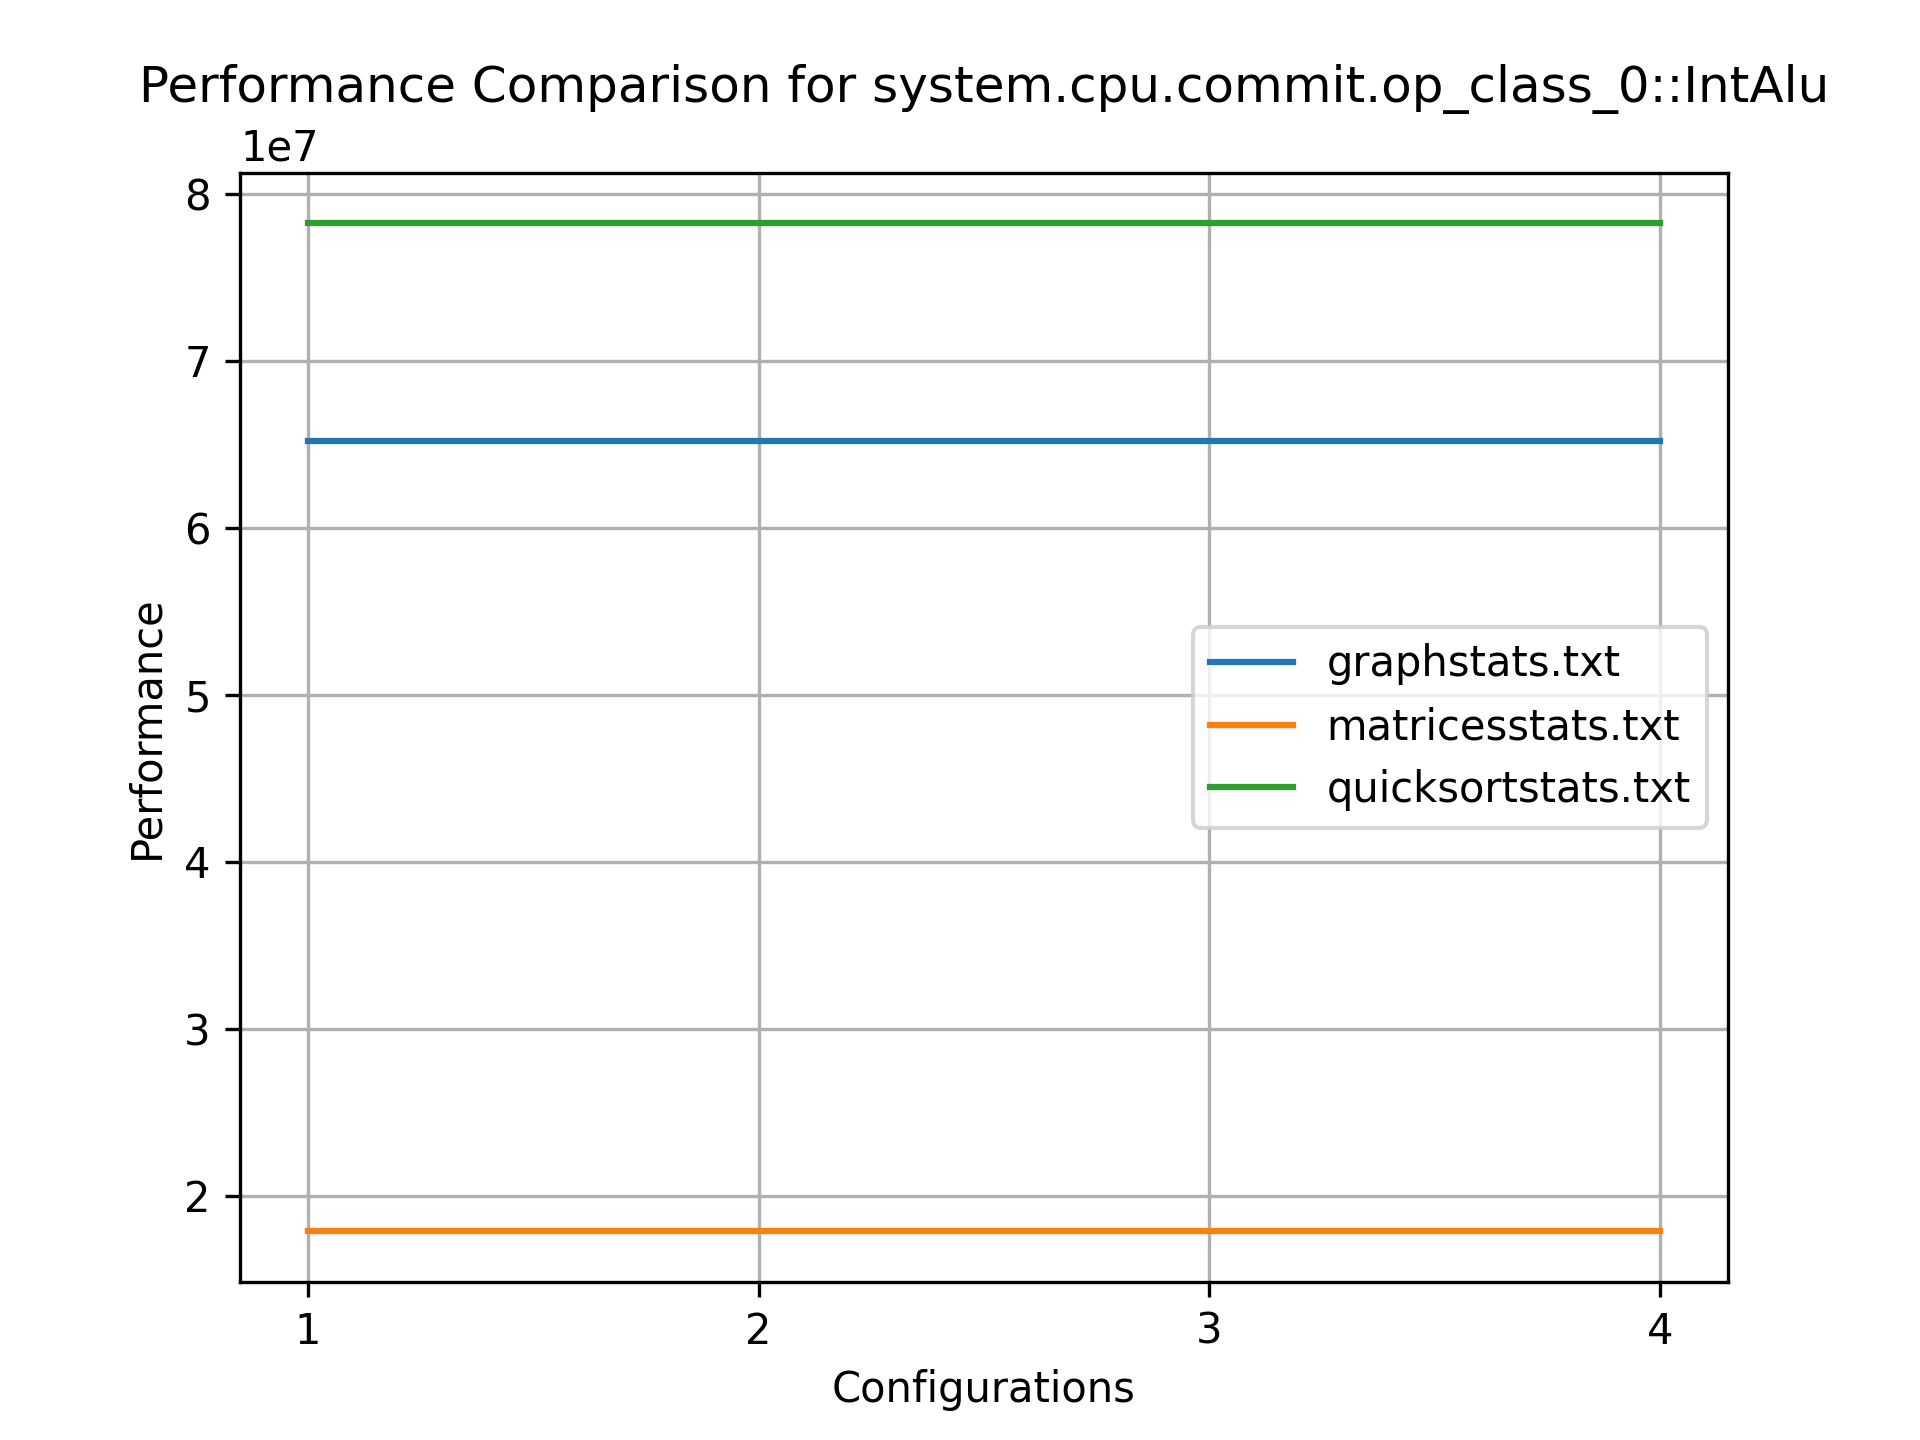 Performance Comparison for system.cpu.commit.op_class_0::IntAlu
1e7
8
7
6
5
4
3
2
Performance
graphstats.txt
matricesstats.txt
quicksortstats.txt
1 2 3 4
Configurations